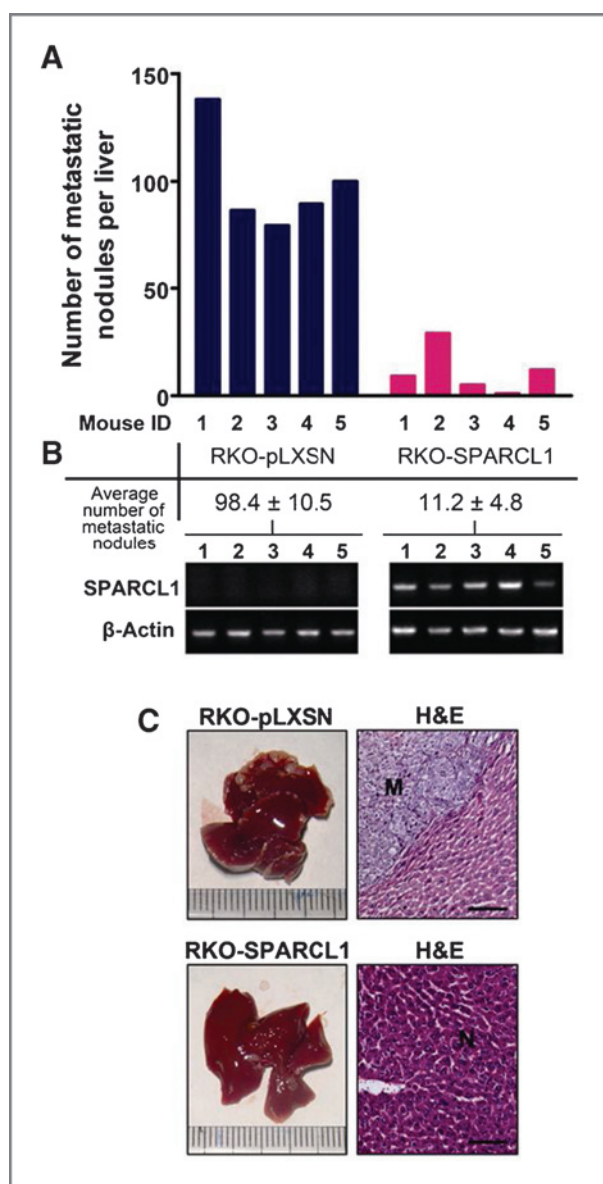 A
Number of metastatic
nodules per liver
150
100
50
0
Mouse ID 1 2 3 4 5 1 2 3 4 5
B
RKO-pLXSN RKO-SPARCL1
Average
number of
metastatic
nodules
98.4 ± 10.5 11.2 ± 4.8
1 2 3 4 5 1 2 3 4 5
SPARCL1
β-Actin
C
RKO-pLXSN H&E
M
RKO-SPARCL1 H&E
N